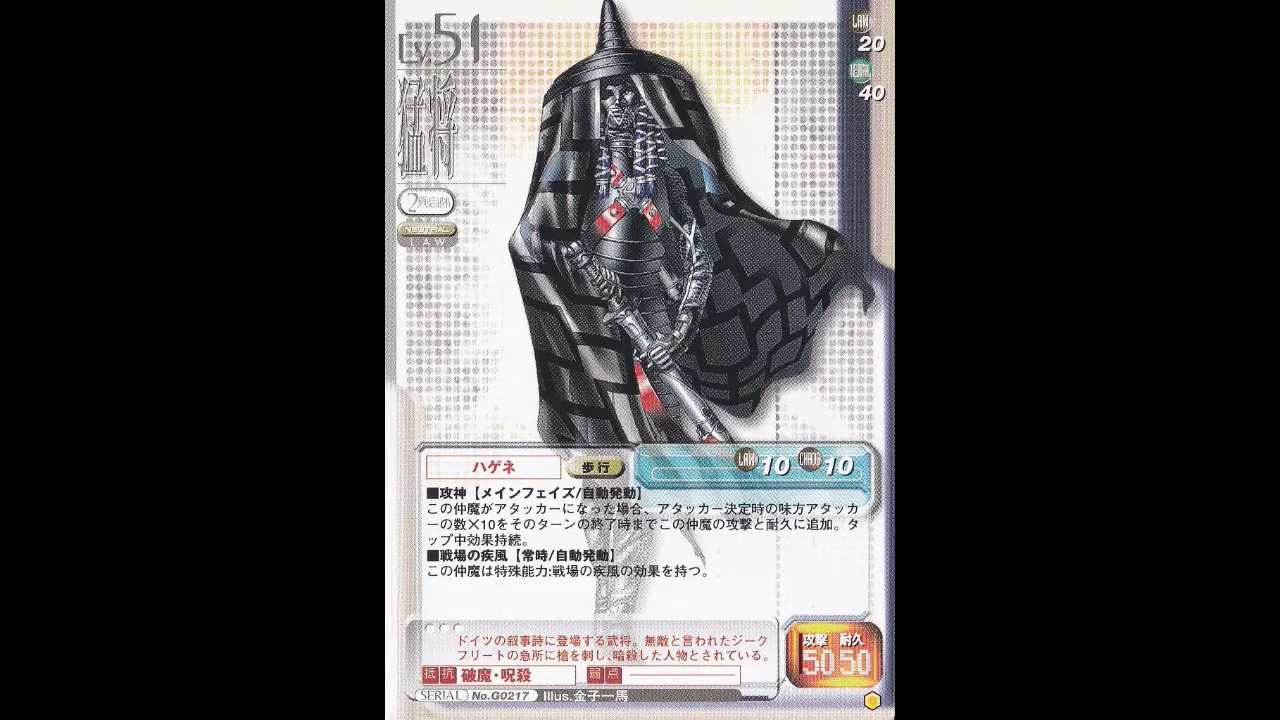 Lv.51
LAW
20
NEUTRAL
40
NEUTRAL
LAW
ハゲネ
歩行
LAW 10 CHAOS 10
■攻神【メインフェイズ/自動発動】
この仲魔がアタッカーになった場合、アタッカー決定時の味方アタッカ
ーの数×10をそのターンの終了時までこの仲魔の攻撃と耐久に追加。タ
ップ中効果持続。
■戦場の疾風【常時/自動発動】
この仲魔は特殊能力:戦場の疾風の効果を持つ。
ドイツの叙事詩に登場する武将。無敵と言われたジーク
フリートの急所に槍を刺し、暗殺した人物とされている。
抵抗 破魔・呪殺
弱点
攻撃 耐久
50 50
SERIAL No.G0217 Illus.金子一馬